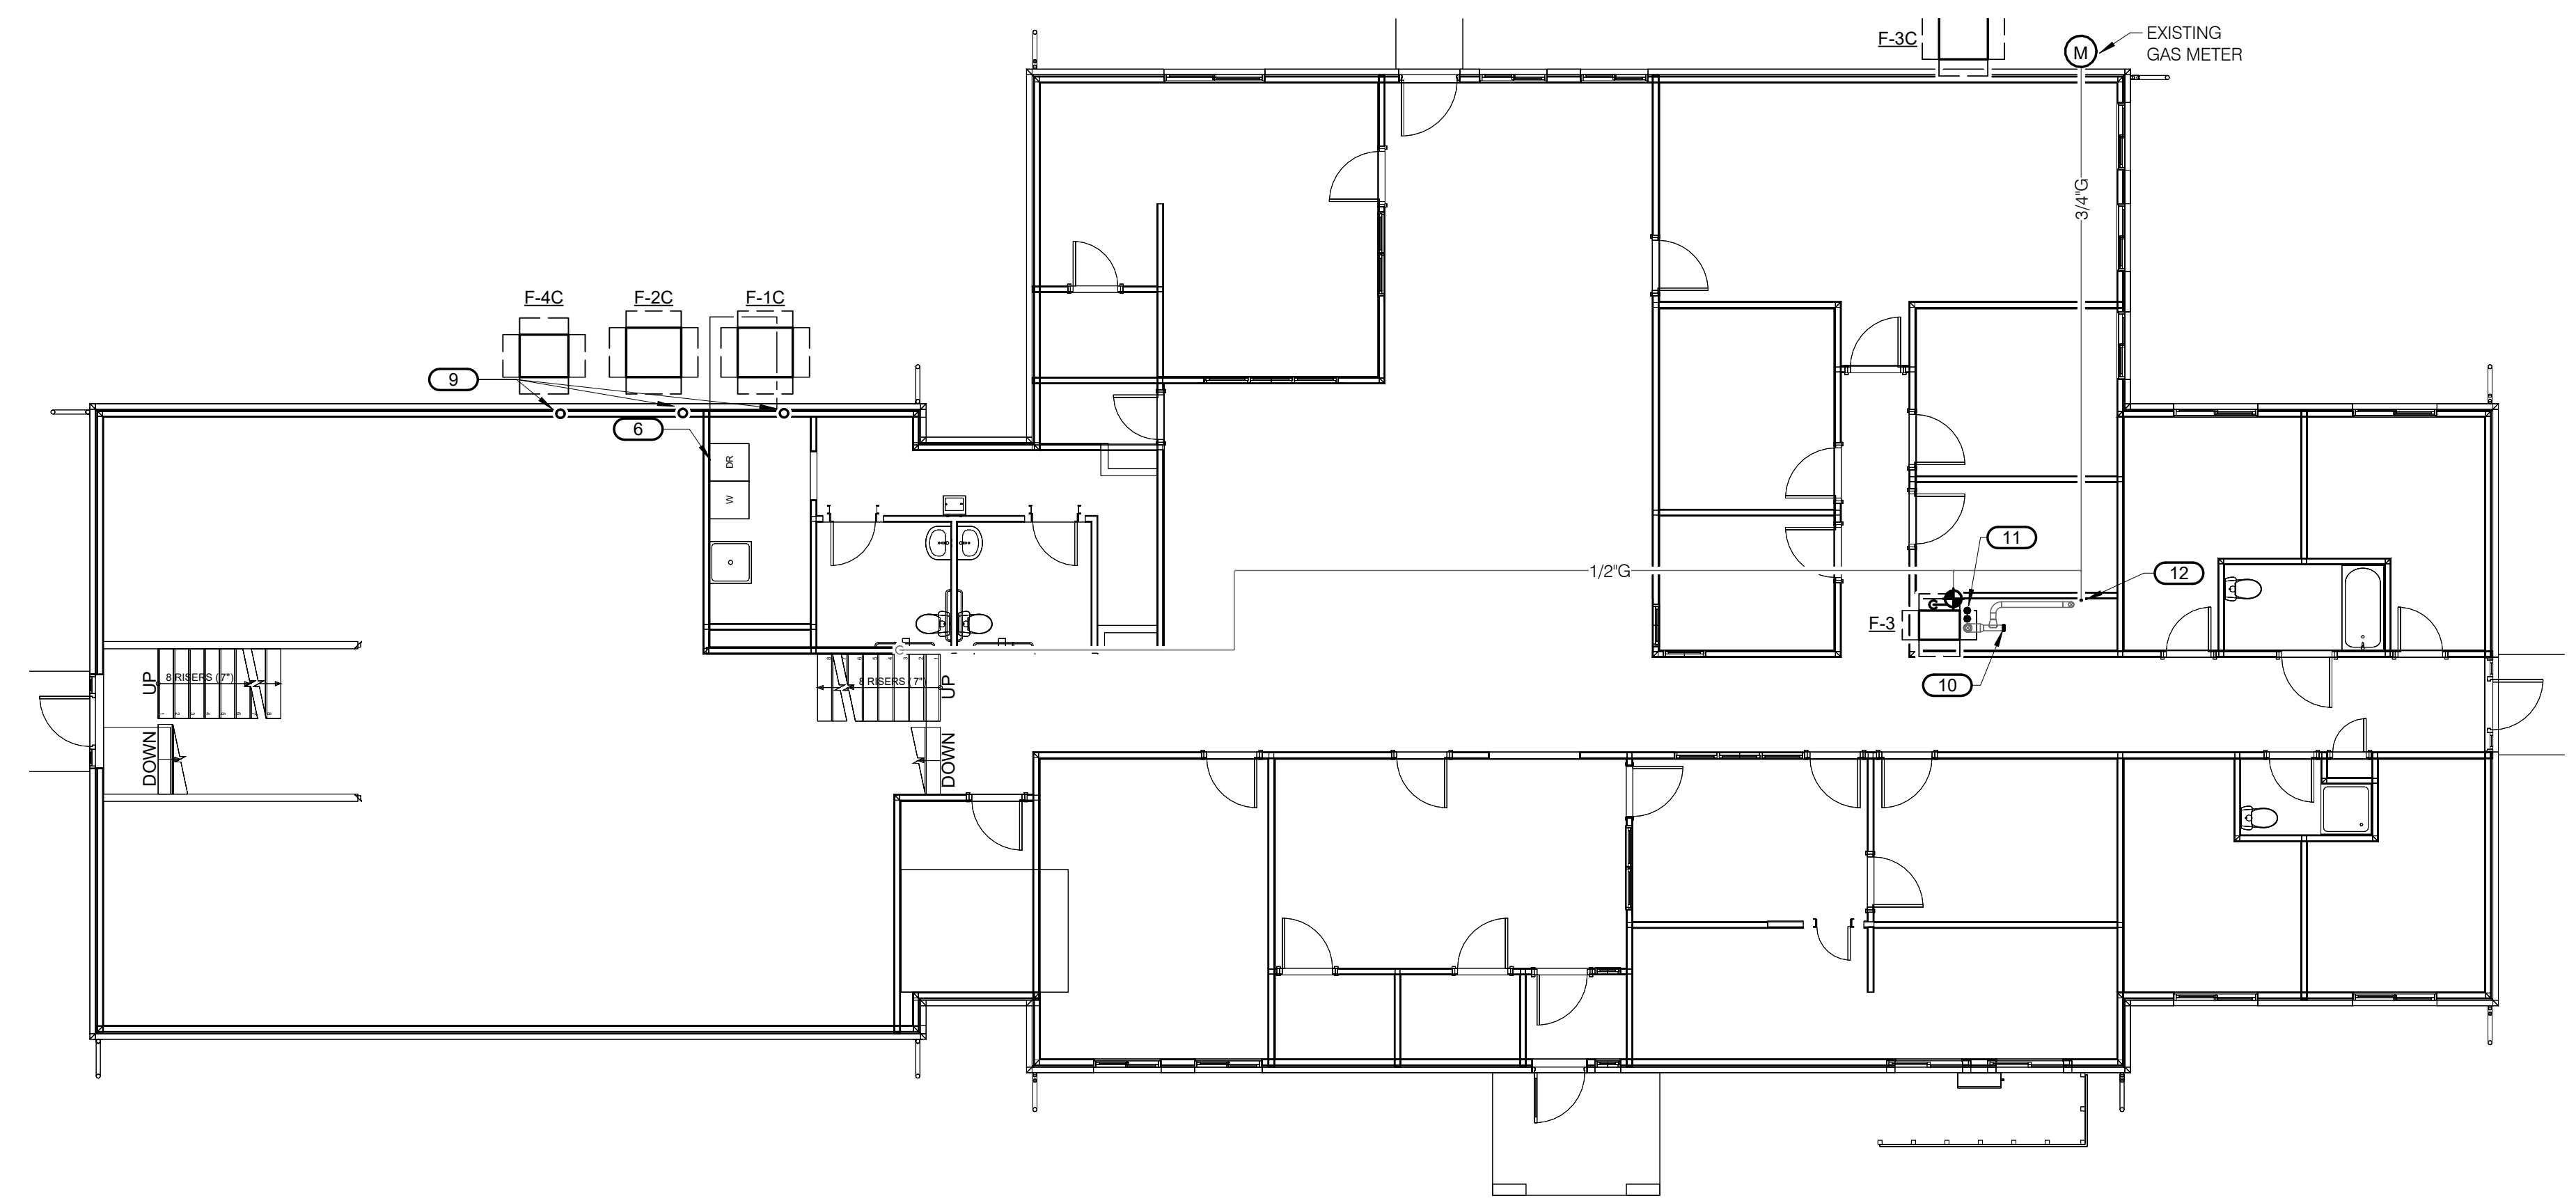 F-3C
M
EXISTING
GAS METER
3/4"G
F-4C
F-2C
F-1C
9
6
DR
W
11
1/2"G
12
F-3
10
UP
8 RISERS (7")
8 RISERS (7")
UP
DOWN
DOWN